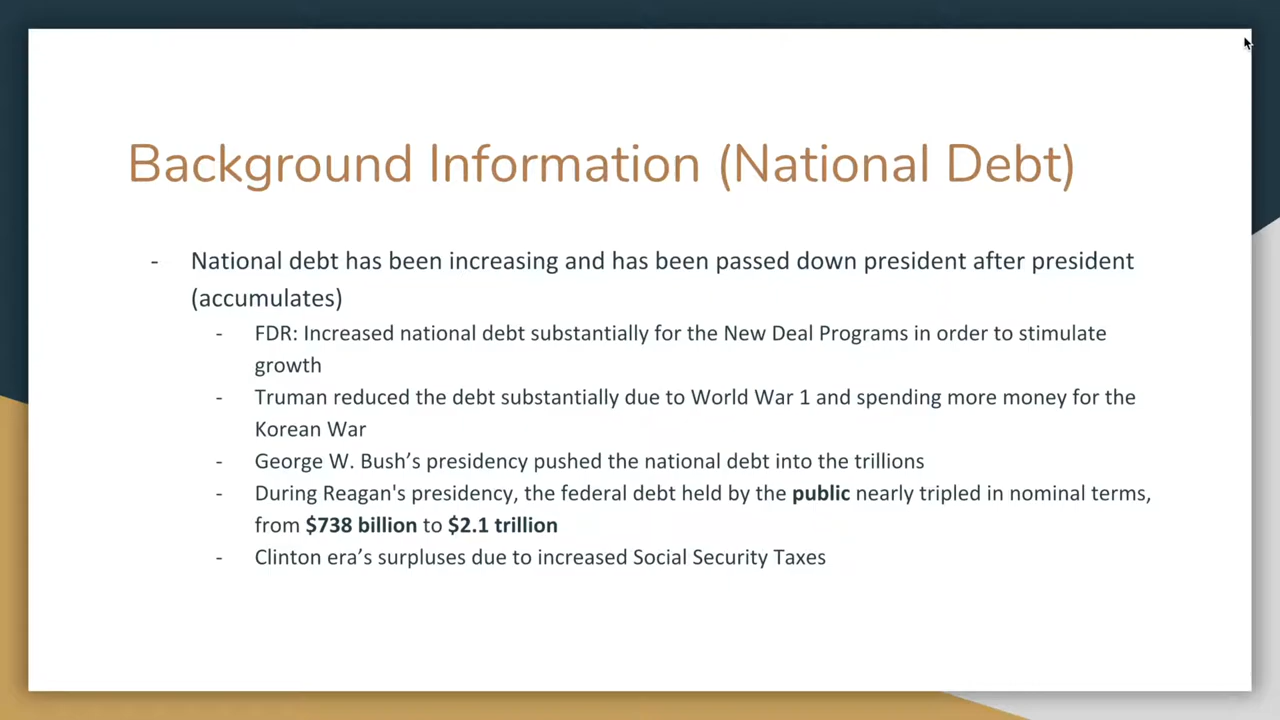 Background Information (National Debt)
- National debt has been increasing and has been passed down president after president
(accumulates)
- FDR: Increased national debt substantially for the New Deal Programs in order to stimulate
growth
- Truman reduced the debt substantially due to World War 1 and spending more money for the
Korean War
- George W. Bush’s presidency pushed the national debt into the trillions
- During Reagan's presidency, the federal debt held by the public nearly tripled in nominal terms,
from $738 billion to $2.1 trillion
- Clinton era’s surpluses due to increased Social Security Taxes